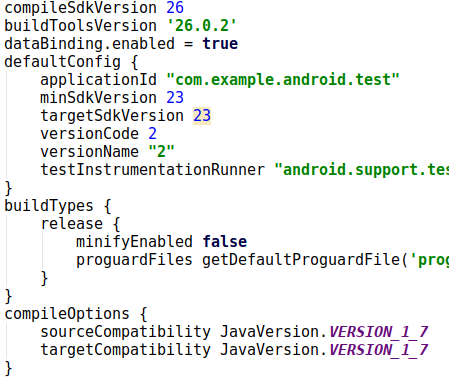 compileSdkVersion 26
buildToolsVersion '26.0.2'
dataBinding.enabled = true
defaultConfig {
applicationId "com.example.android.test"
minSdkVersion 23
targetSdkVersion 23
versionCode 2
versionName "2"
testInstrumentationRunner "android.support.tes
}
buildTypes {
release {
minifyEnabled false
proguardFiles getDefaultProguardFile('prog
}
}
compileOptions {
sourceCompatibility JavaVersion.VERSION_1_7
targetCompatibility JavaVersion.VERSION_1_7
}